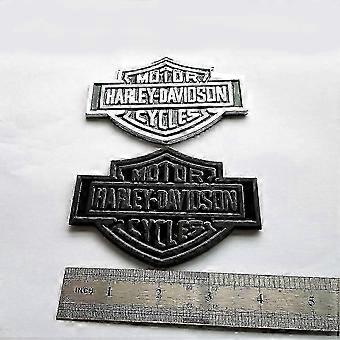 MOTOR
HARLEY-DAVIDSON
CYCLES
MOTOR
HARLEY-DAVIDSON
CYCLES
INCH 1 2 3 4 5